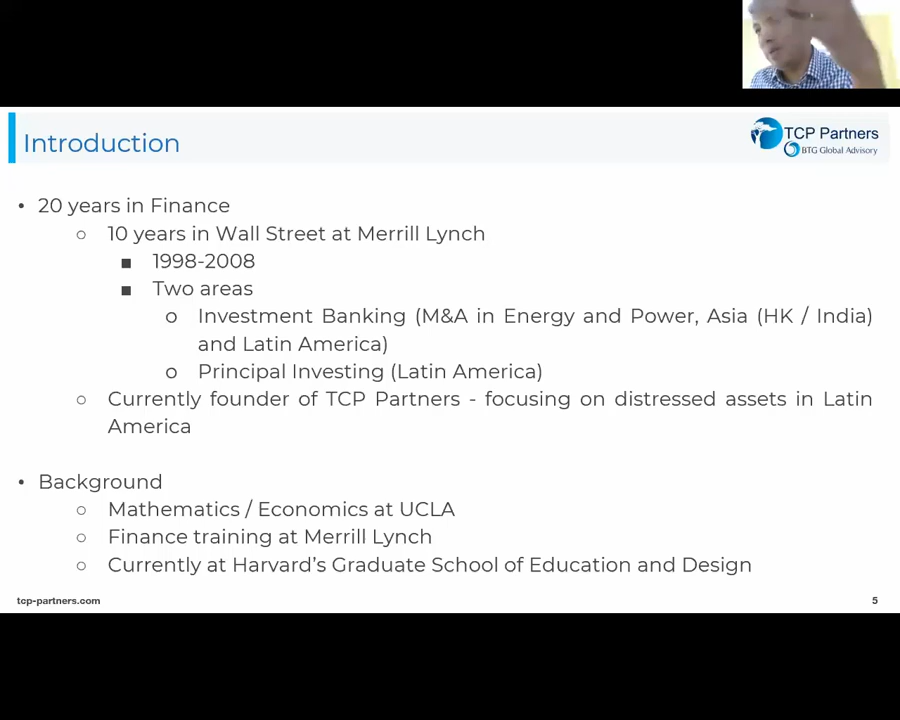 Introduction
TCP Partners
BTG Global Advisory
• 20 years in Finance
○ 10 years in Wall Street at Merrill Lynch
■ 1998-2008
■ Two areas
o Investment Banking (M&A in Energy and Power, Asia (HK / India)
and Latin America)
o Principal Investing (Latin America)
○ Currently founder of TCP Partners - focusing on distressed assets in Latin
America
• Background
○ Mathematics / Economics at UCLA
○ Finance training at Merrill Lynch
○ Currently at Harvard's Graduate School of Education and Design
tcp-partners.com
5